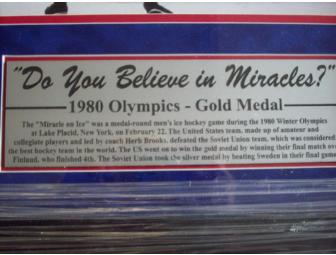 "Do You Believe in Miracles?"
1980 Olympics - Gold Medal
The "Miracle on Ice" was a medal-round men's ice hockey game during the 1980 Winter Olympics
at Lake Placid, New York, on February 22. The United States team, made up of amateur and
collegiate players and led by coach Herb Brooks, defeated the Soviet Union team, which was considered
the best hockey team in the world. The US went on to win the gold medal by winning their final match over
Finland, who finished 4th. The Soviet Union took the silver medal by beating Sweden in their final game